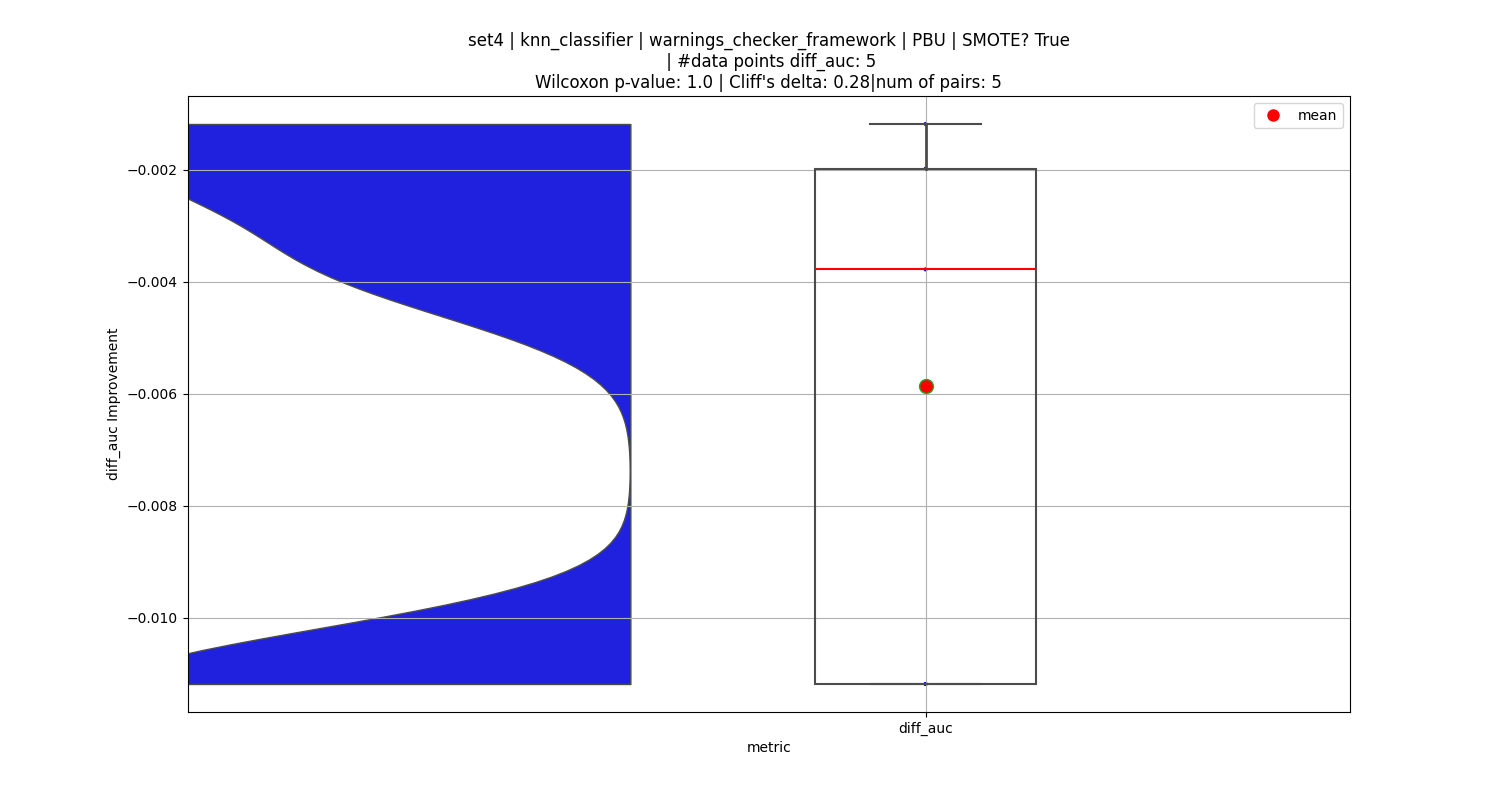 set4 | knn_classifier | warnings_checker_framework | PBU | SMOTE? True
| #data points diff_auc: 5
Wilcoxon p-value: 1.0 | Cliff's delta: 0.28|num of pairs: 5
mean
−0.002
−0.004
−0.006
−0.008
−0.010
diff_auc Improvement
diff_auc
metric